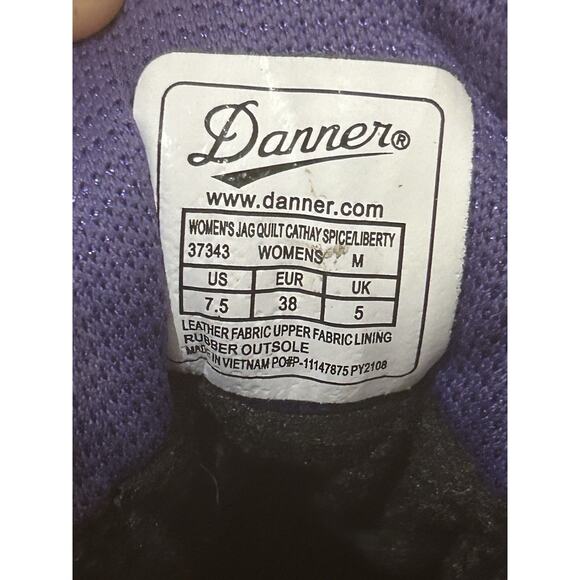 Danner®
www.danner.com
WOMEN'S JAG QUILT CATHAY SPICE/LIBERTY
37343 WOMENS M
US EUR UK
7.5 38 5
LEATHER FABRIC UPPER FABRIC LINING
RUBBER OUTSOLE
MADE IN VIETNAM PO#P-11147875 PY2108